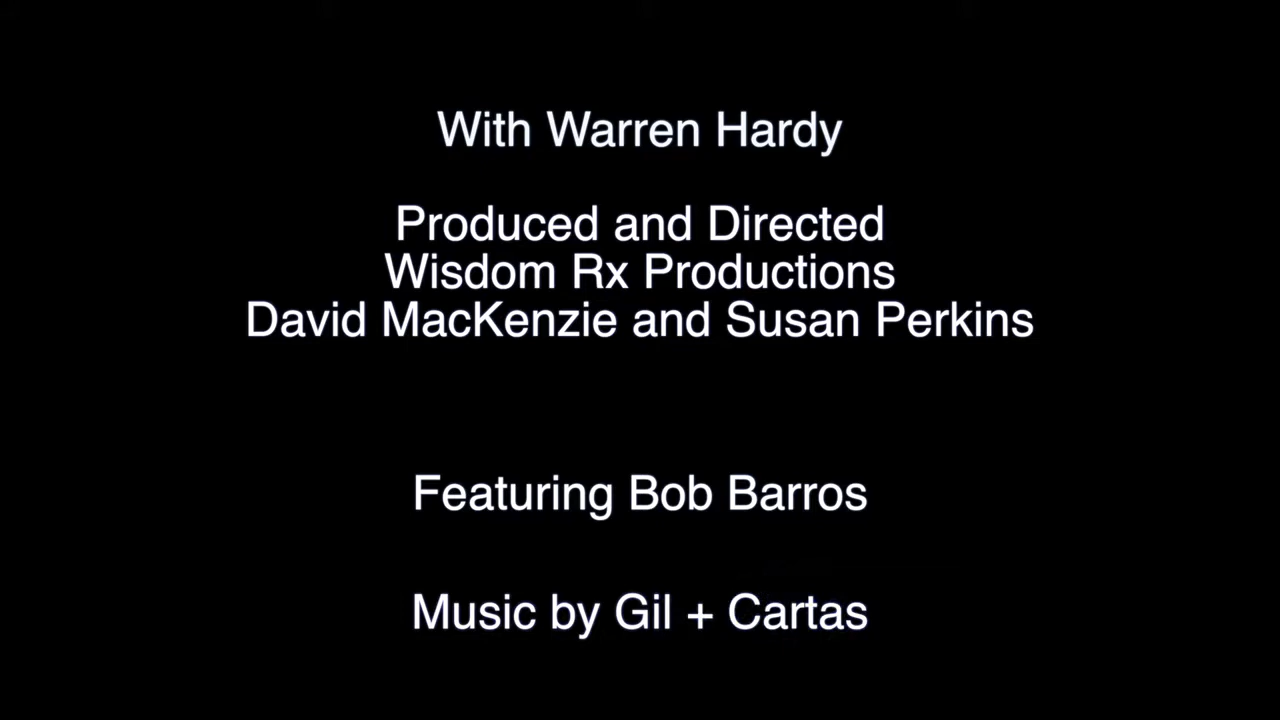 With Warren Hardy
Produced and Directed
Wisdom Rx Productions
David MacKenzie and Susan Perkins
Featuring Bob Barros
Music by Gil + Cartas